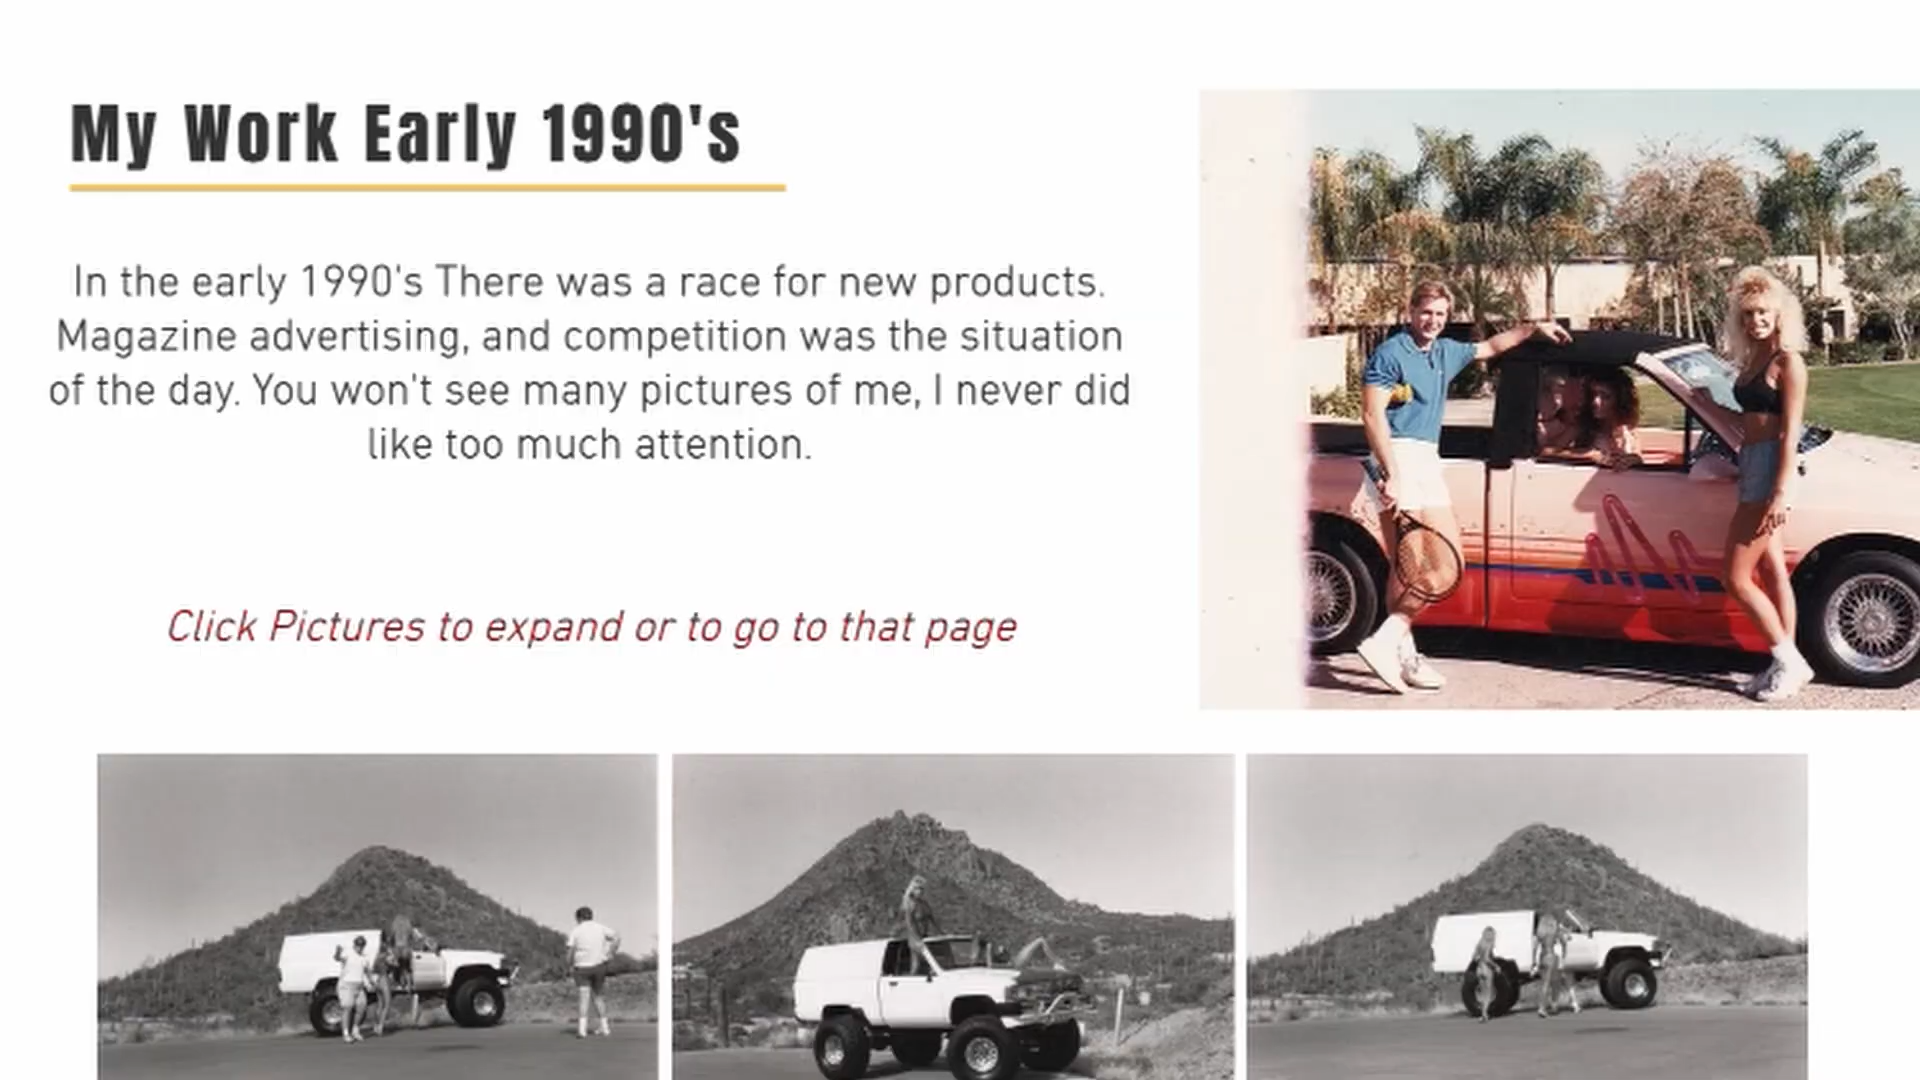 My Work Early 1990's
In the early 1990's There was a race for new products.
Magazine advertising, and competition was the situation
of the day. You won't see many pictures of me, I never did
like too much attention.
Click Pictures to expand or to go to that page